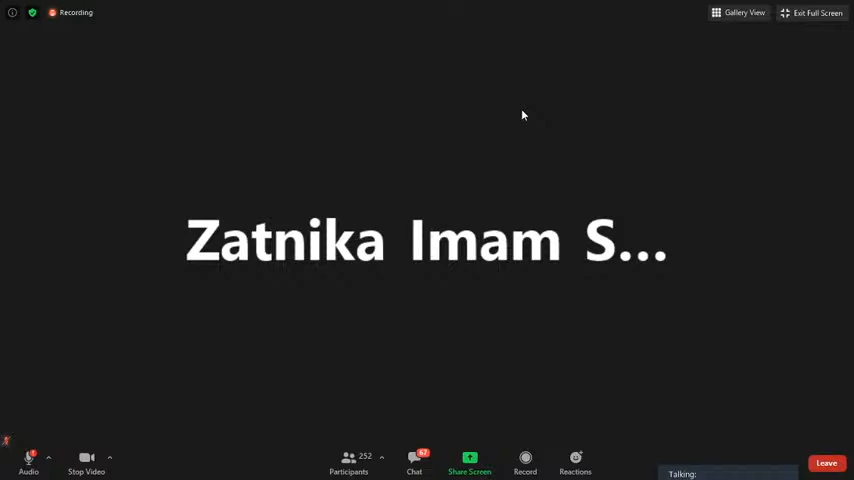 Recording
Gallery View
Exit Full Screen
Zatnika Imam S...
Audio
Stop Video
252
Participants
67
Chat
Share Screen
Record
Reactions
Talking:
Leave